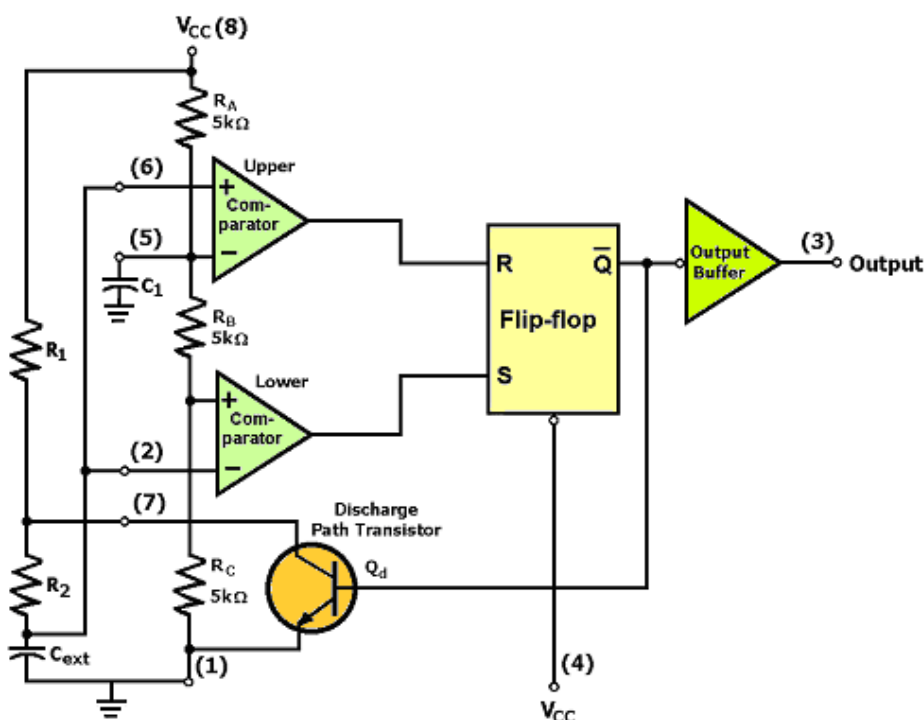 VCC (8)
RA
5kΩ
(6)
Upper
+
Com-
parator
(5)
−
C1
R
Q̅
Output
Buffer
(3)
Output
Flip-flop
RB
5kΩ
R1
S
Lower
+
Com-
parator
(2)
−
(7)
Discharge
Path Transistor
R2
RC
5kΩ
Qd
Cext
(1)
(4)
VCC